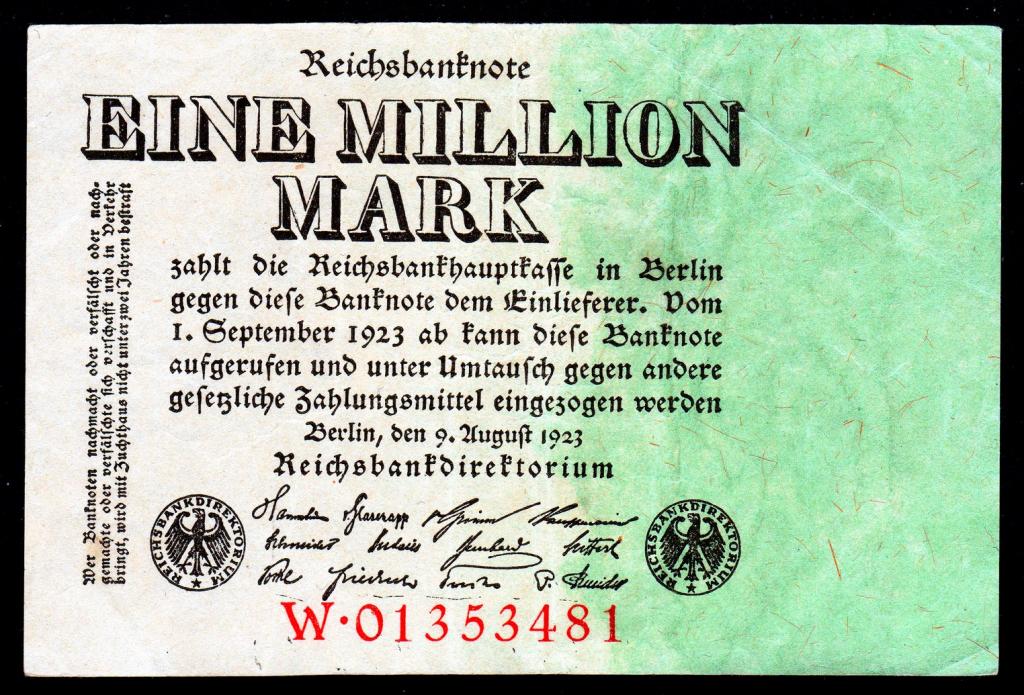 Reichsbanknote
EINE MILLION
MARK
zahlt die Reichsbankhauptkasse in Berlin
gegen diese Banknote dem Einlieferer. Vom
1. September 1923 ab kann diese Banknote
aufgerufen und unter Umtausch gegen andere
gesetzliche Zahlungsmittel eingezogen werden
Berlin, den 9. August 1923
Reichsbankdirektorium
Wer Banknoten nachmacht oder verfälscht oder nach-
gemachte oder verfälschte sich verschafft und in Verkehr
bringt, wird mit Zuchthaus nicht unter zwei Jahren bestraft
REICHSBANKDIREKTORIUM
REICHSBANKDIREKTORIUM
W·01353481